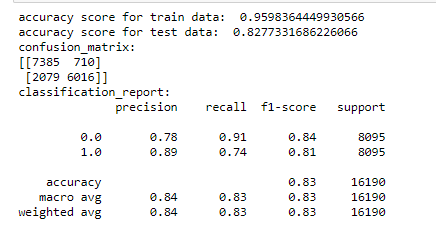 accuracy score for train data:  0.9598364449930566
accuracy score for test data:  0.8277331686226066
confusion_matrix:
[[7385  710]
 [2079 6016]]
classification_report:
              precision    recall  f1-score   support

         0.0       0.78      0.91      0.84      8095
         1.0       0.89      0.74      0.81      8095

    accuracy                           0.83     16190
   macro avg       0.84      0.83      0.83     16190
weighted avg       0.84      0.83      0.83     16190